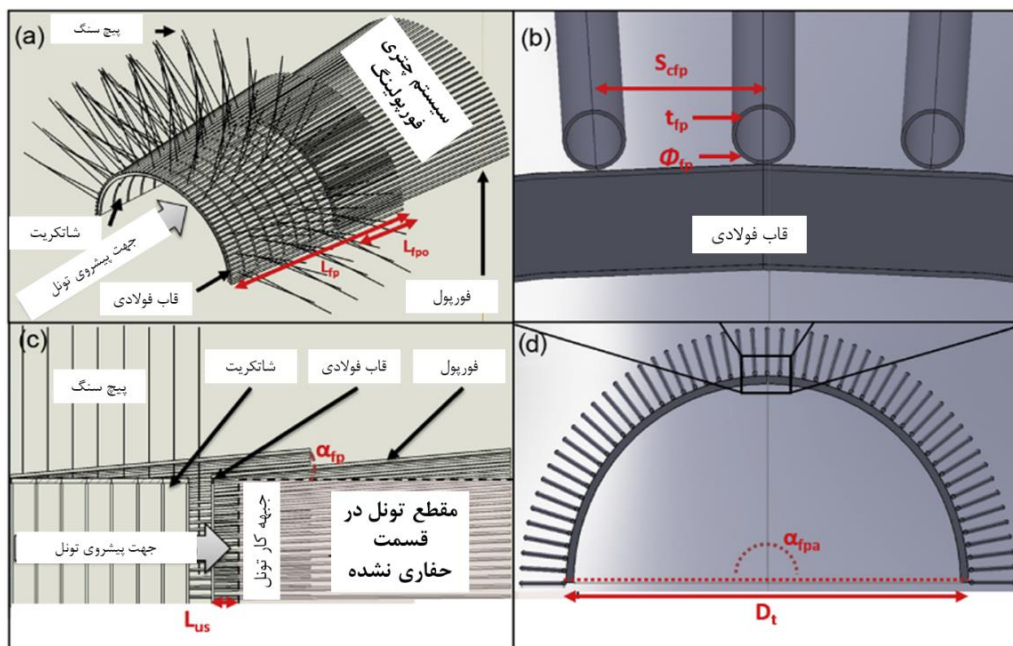 (a)
پیچ سنگ
سیستم چتری
فورپولینگ
شاتکریت
جهت پیشروی تونل
قاب فولادی
فورپول
Lfp
Lfpo
(b)
Scfp
tfp
Φfp
قاب فولادی
(c)
پیچ سنگ
شاتکریت
قاب فولادی
فورپول
αfp
جهت پیشروی تونل
جبهه کار تونل
مقطع تونل در
قسمت
حفاری نشده
Lus
(d)
αfpa
Dt